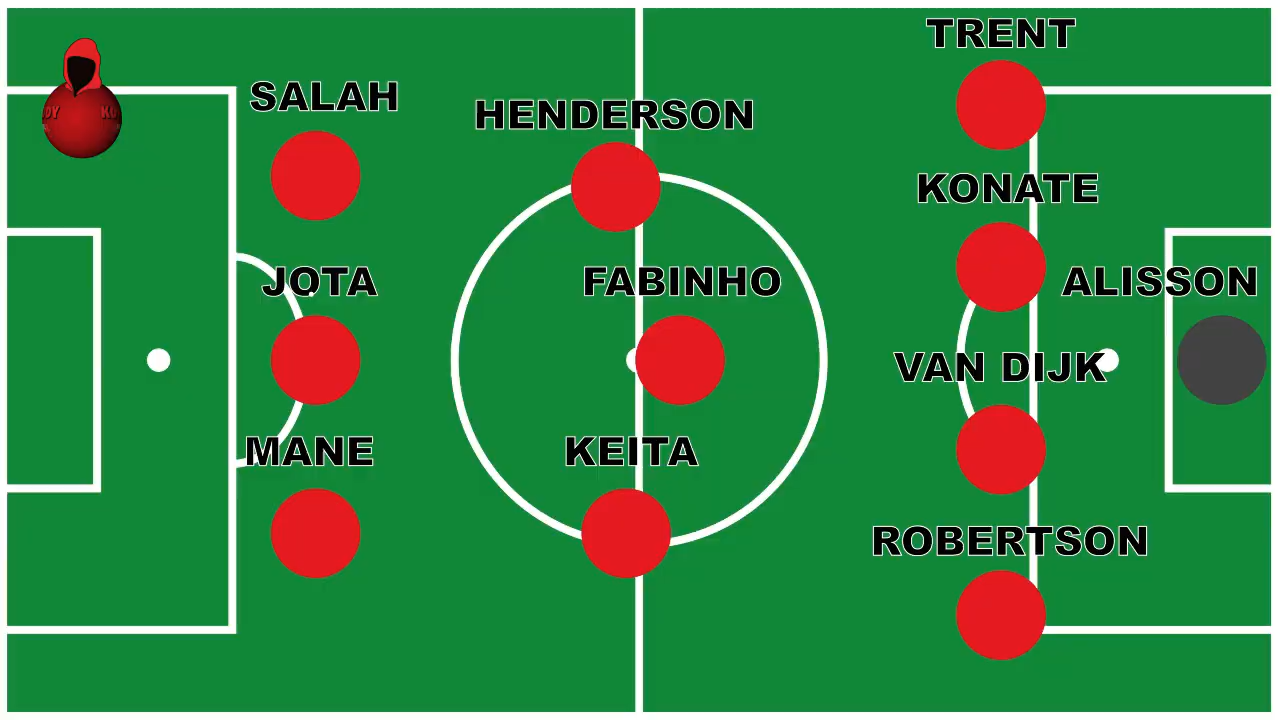 TRENT
SALAH
HENDERSON
KONATE
JOTA
FABINHO
ALISSON
VAN DIJK
MANE
KEITA
ROBERTSON